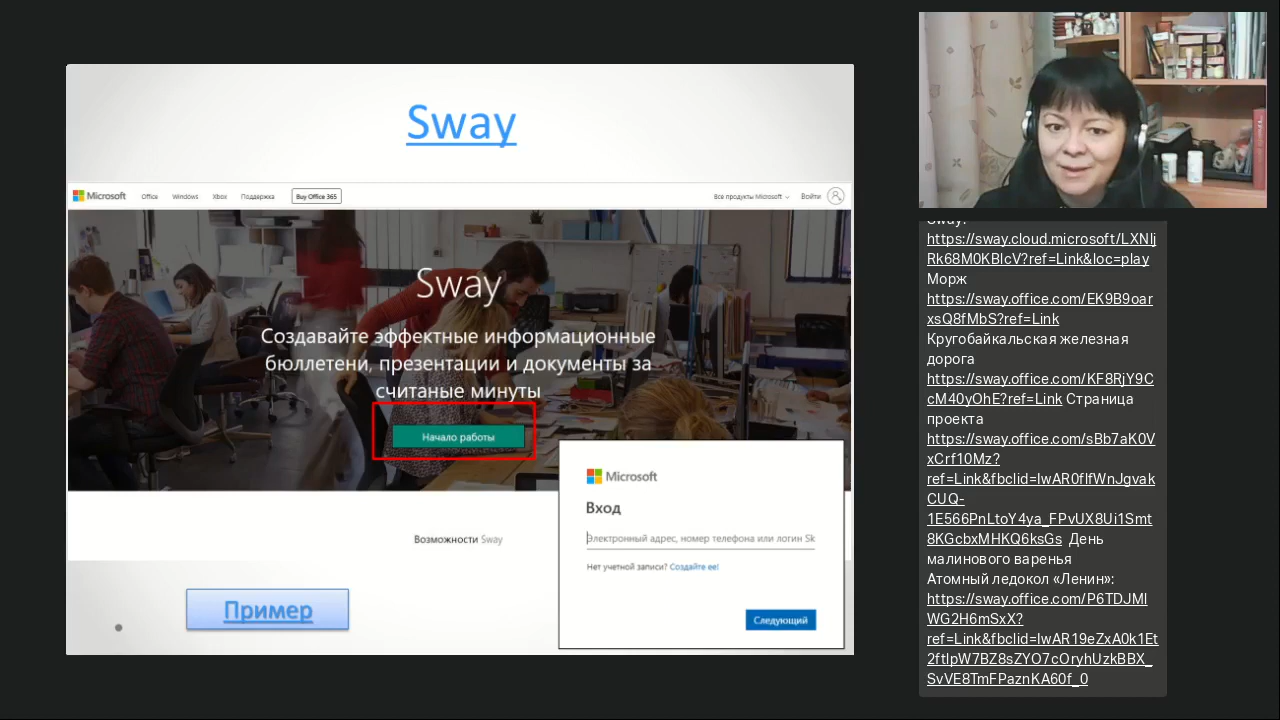 Sway
Microsoft Office Windows Xbox Поддержка Buy Office 365 Все продукты Microsoft Войти
Sway
Создавайте эффектные информационные
бюллетени, презентации и документы за
считаные минуты
Начало работы
Microsoft
Вход
Электронный адрес, номер телефона или логин Sk
Нет учетной записи? Создайте ее!
Следующий
Возможности Sway
Пример
Sway:
https://sway.cloud.microsoft/LXNlj
Rk68M0KBlcV?ref=Link&loc=play
Морж
https://sway.office.com/EK9B9oar
xsQ8fMbS?ref=Link
Кругобайкальская железная
дорога
https://sway.office.com/KF8RjY9C
cM40yOhE?ref=Link Страница
проекта
https://sway.office.com/sBb7aK0V
xCrf10Mz?
ref=Link&fbclid=IwAR0fIfWnJgvak
CUQ-
1E566PnLtoY4ya_FPvUX8Ui1Smt
8KGcbxMHKQ6ksGs День
малинового варенья
Атомный ледокол «Ленин»:
https://sway.office.com/P6TDJMl
WG2H6mSxX?
ref=Link&fbclid=IwAR19eZxA0k1Et
2ftlpW7BZ8sZYO7cOryhUzkBBX_
SvVE8TmFPaznKA60f_0